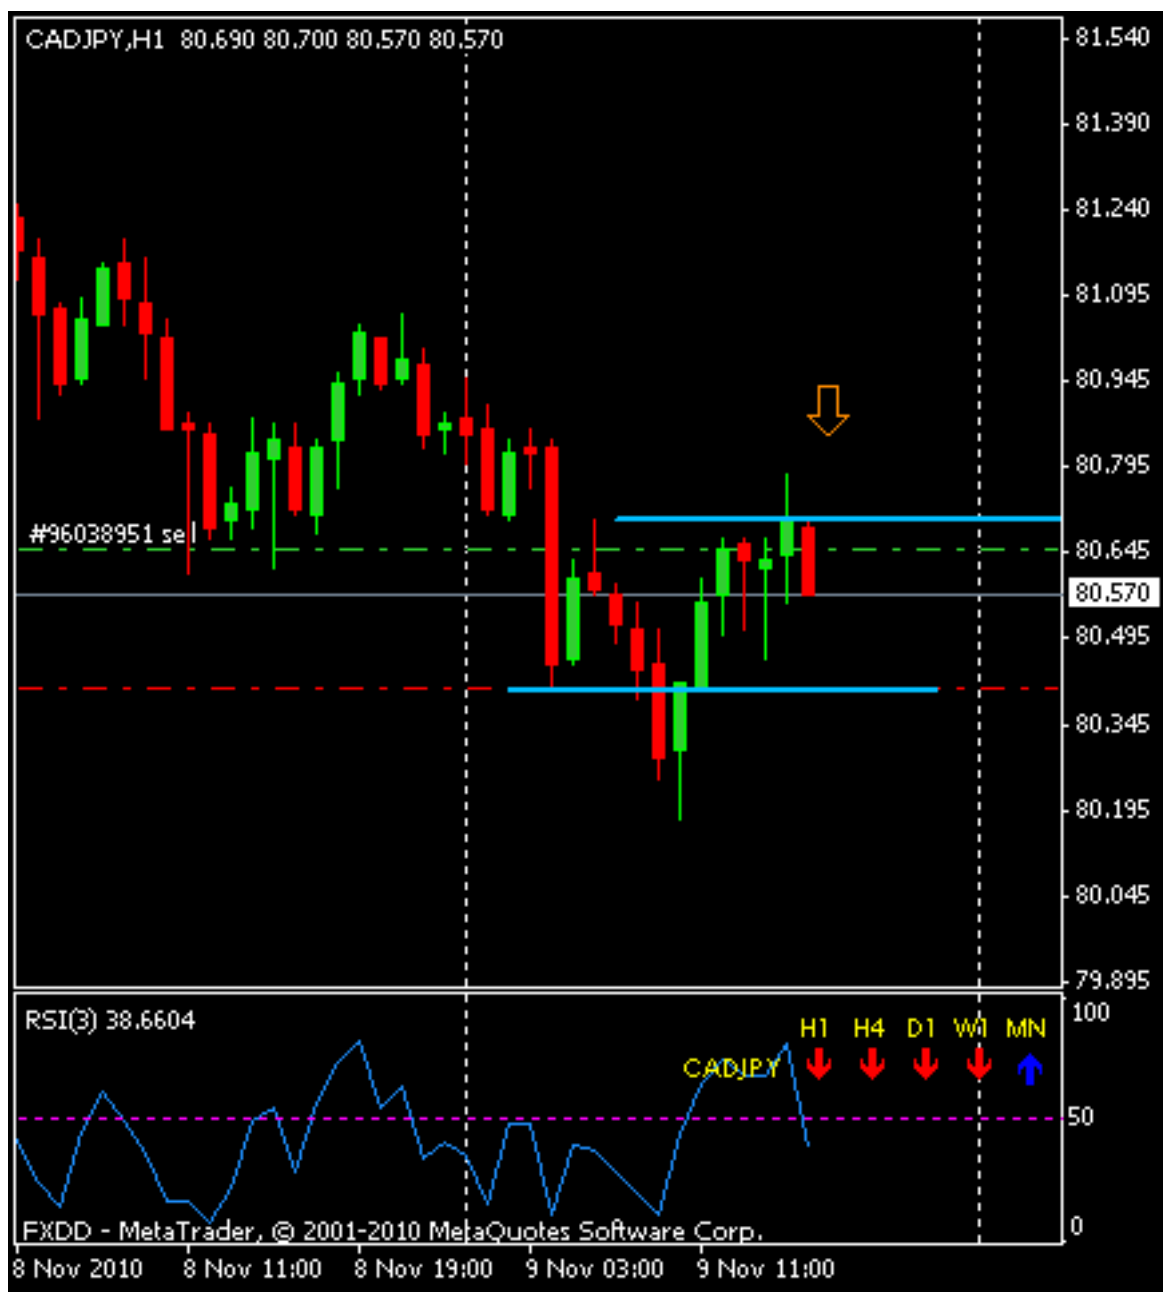 CADJPY,H1 80.690 80.700 80.570 80.570
81.540
81.390
81.240
81.095
80.945
80.795
#96038951 sell
80.645
80.570
80.495
80.345
80.195
80.045
79.895
RSI(3) 38.6604
100
H1 H4 D1 W1 MN
CADJPY
50
FXDD - MetaTrader, © 2001-2010 MetaQuotes Software Corp.
0
8 Nov 2010 8 Nov 11:00 8 Nov 19:00 9 Nov 03:00 9 Nov 11:00